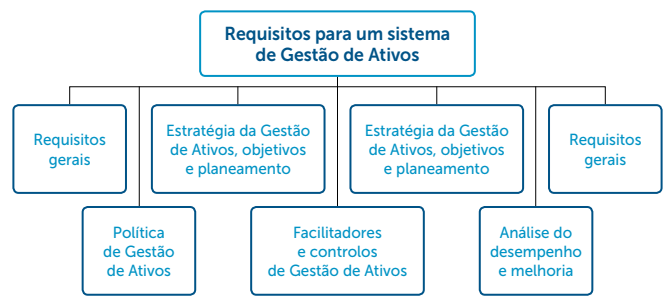 Requisitos para um sistema
de Gestão de Ativos
Requisitos
gerais
Estratégia da Gestão
de Ativos, objetivos
e planeamento
Estratégia da Gestão
de Ativos, objetivos
e planeamento
Requisitos
gerais
Política
de Gestão
de Ativos
Facilitadores
e controlos
de Gestão de Ativos
Análise do
desempenho
e melhoria